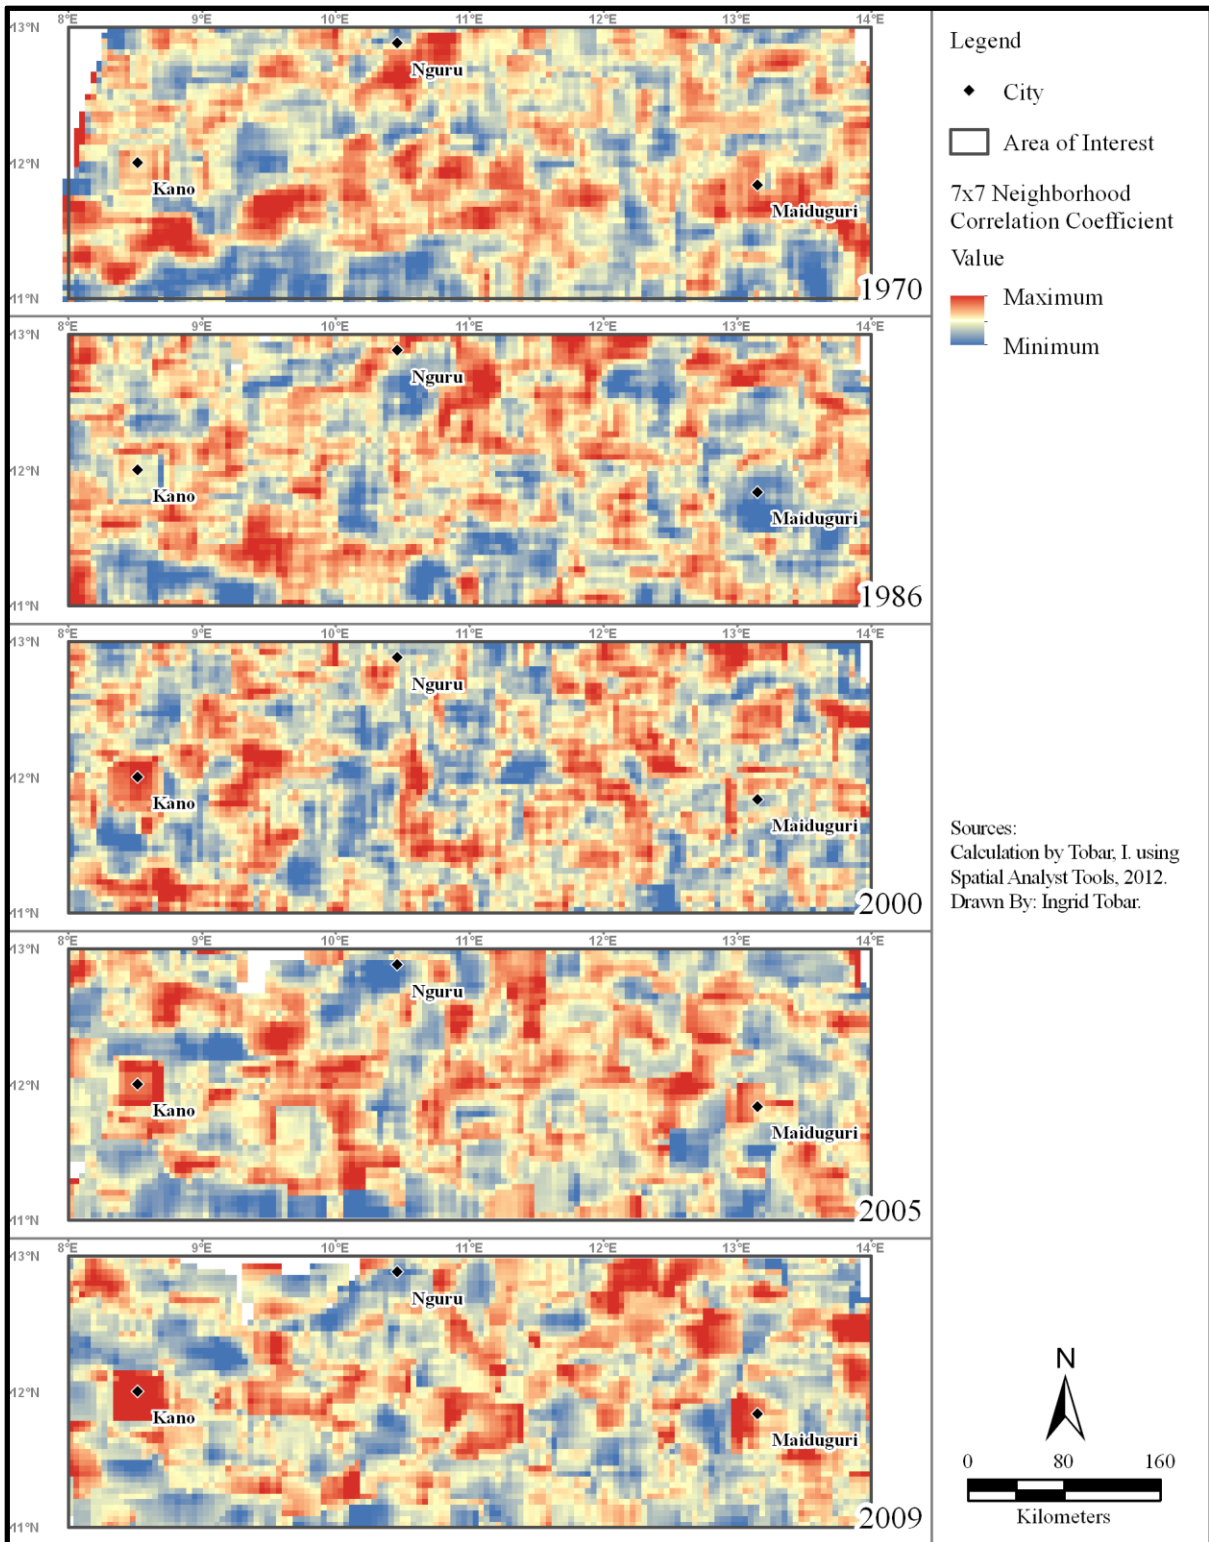 8°E 9°E 10°E 11°E 12°E 13°E 14°E
13°N
Nguru
12°N
Kano
Maiduguri
11°N
1970
8°E 9°E 10°E 11°E 12°E 13°E 14°E
13°N
Nguru
12°N
Kano
Maiduguri
11°N
1986
8°E 9°E 10°E 11°E 12°E 13°E 14°E
13°N
Nguru
12°N
Kano
Maiduguri
11°N
2000
8°E 9°E 10°E 11°E 12°E 13°E 14°E
13°N
Nguru
12°N
Kano
Maiduguri
11°N
2005
8°E 9°E 10°E 11°E 12°E 13°E 14°E
13°N
Nguru
12°N
Kano
Maiduguri
11°N
2009
Legend
City
Area of Interest
7x7 Neighborhood
Correlation Coefficient
Value
Maximum
Minimum
Sources:
Calculation by Tobar, I. using
Spatial Analyst Tools, 2012.
Drawn By: Ingrid Tobar.
N
0 80 160
Kilometers